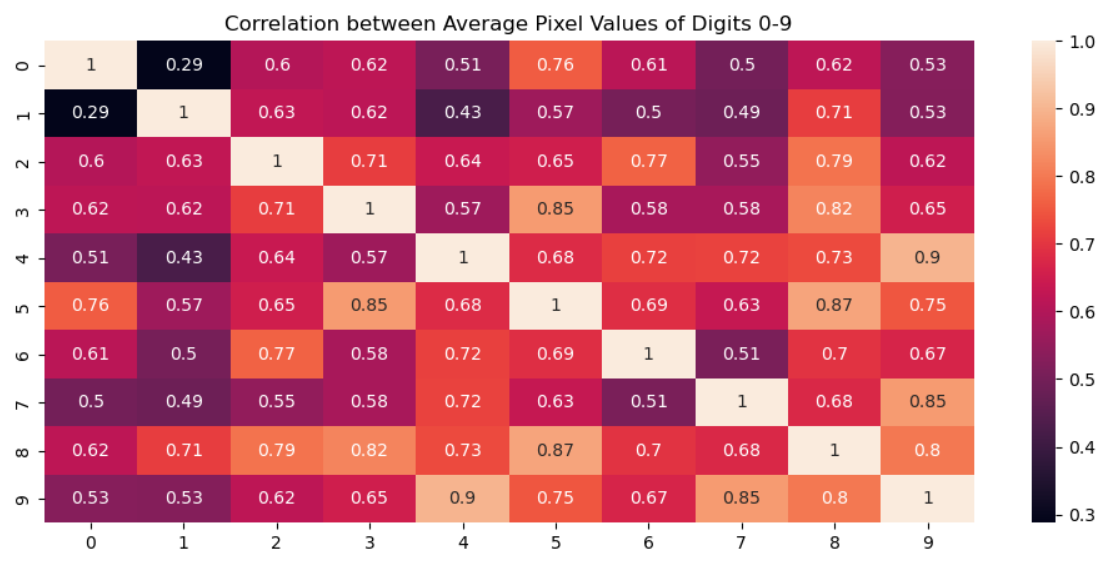 Correlation between Average Pixel Values of Digits 0-9
0 1 0.29 0.6 0.62 0.51 0.76 0.61 0.5 0.62 0.53
1 0.29 1 0.63 0.62 0.43 0.57 0.5 0.49 0.71 0.53
2 0.6 0.63 1 0.71 0.64 0.65 0.77 0.55 0.79 0.62
3 0.62 0.62 0.71 1 0.57 0.85 0.58 0.58 0.82 0.65
4 0.51 0.43 0.64 0.57 1 0.68 0.72 0.72 0.73 0.9
5 0.76 0.57 0.65 0.85 0.68 1 0.69 0.63 0.87 0.75
6 0.61 0.5 0.77 0.58 0.72 0.69 1 0.51 0.7 0.67
7 0.5 0.49 0.55 0.58 0.72 0.63 0.51 1 0.68 0.85
8 0.62 0.71 0.79 0.82 0.73 0.87 0.7 0.68 1 0.8
9 0.53 0.53 0.62 0.65 0.9 0.75 0.67 0.85 0.8 1
0 1 2 3 4 5 6 7 8 9
1.0
0.9
0.8
0.7
0.6
0.5
0.4
0.3